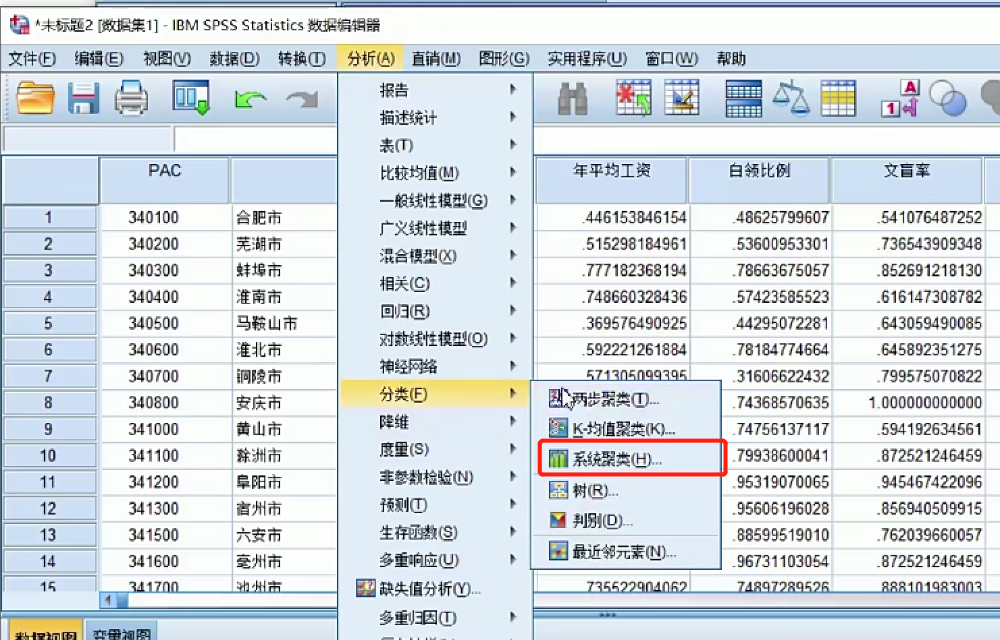 *未标题2 [数据集1] - IBM SPSS Statistics 数据编辑器
文件(F) 编辑(E) 视图(V) 数据(D) 转换(T) 分析(A) 直销(M) 图形(G) 实用程序(U) 窗口(W) 帮助
报告
描述统计
表(T)
比较均值(M)
一般线性模型(G)
广义线性模型
混合模型(X)
相关(C)
回归(R)
对数线性模型(O)
神经网络
分类(F)
降维
度量(S)
非参数检验(N)
预测(T)
生存函数(S)
多重响应(U)
缺失值分析(Y)...
多重归因(T)
两步聚类(T)...
K-均值聚类(K)...
系统聚类(H)...
树(R)...
判别(D)...
最近邻元素(N)...
PAC 年平均工资 白领比例 文盲率
1 340100 合肥市 .446153846154 .48625799607 .541076487252
2 340200 芜湖市 .515298184961 .53600953301 .736543909348
3 340300 蚌埠市 .777182368194 .78663675057 .852691218130
4 340400 淮南市 .748660328436 .57423585523 .616147308782
5 340500 马鞍山市 .369576490925 .44295072281 .643059490085
6 340600 淮北市 .592221261884 .78184774664 .645892351275
7 340700 铜陵市 .571305099395 .31606622432 .799575070822
8 340800 安庆市 .74368570635 1.000000000000
9 341000 黄山市 .74756137117 .594192634561
10 341100 滁洲市 .79938600041 .872521246459
11 341200 阜阳市 .95319070065 .945467422096
12 341300 宿州市 .95606196028 .856940509915
13 341500 六安市 .88599519010 .762039660057
14 341600 亳州市 .96731103054 .872521246459
15 341700 池州市 .735522904062 .74897289526 .888101983003
数据视图 变量视图